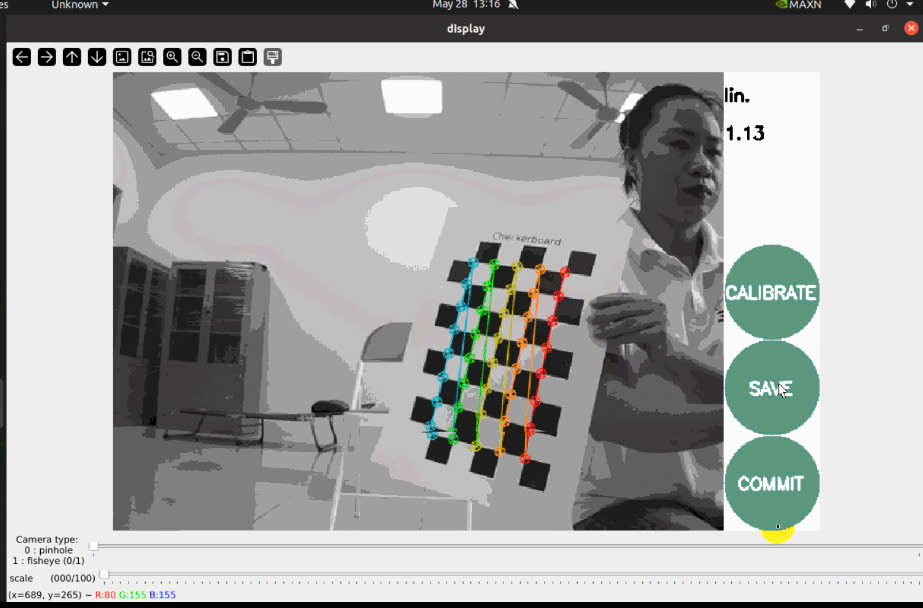 es
Unknown
May 28 13:16
MAXN
display
lin.
1.13
Checkerboard
CALIBRATE
SAVE
COMMIT
Camera type:
0 : pinhole
1 : fisheye (0/1)
scale (000/100)
(x=689, y=265) ~ R:80 G:155 B:155